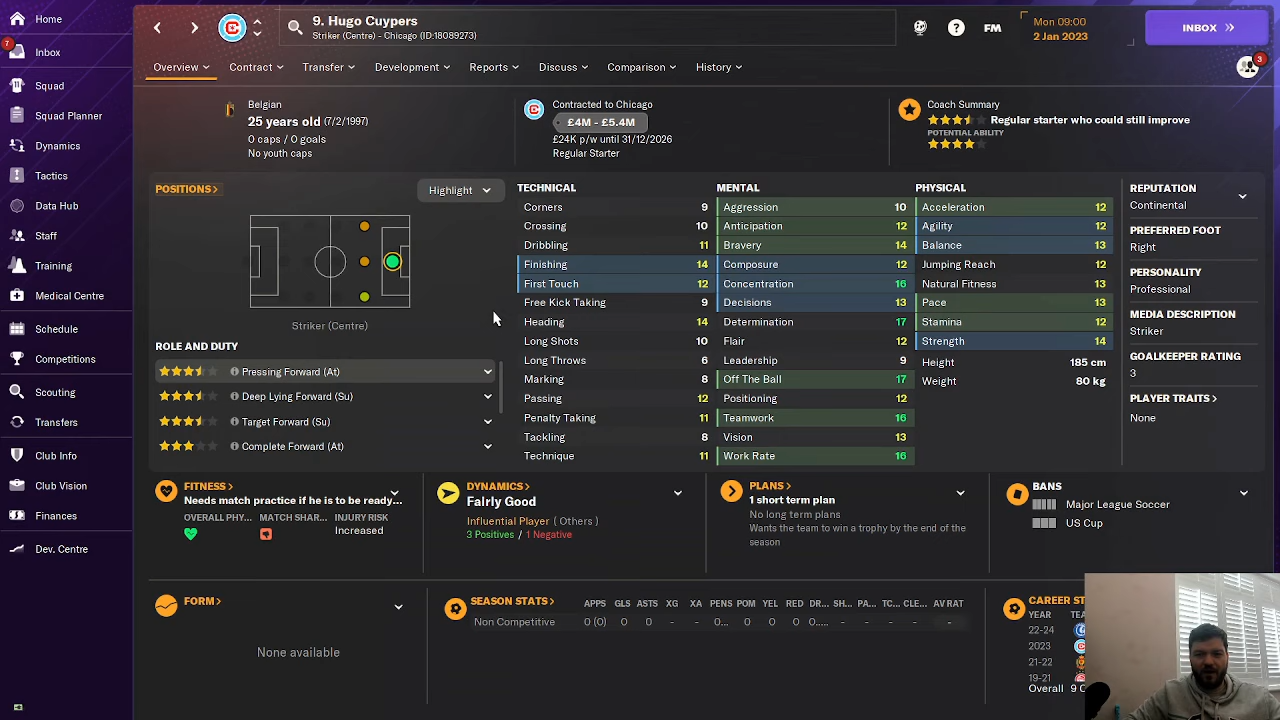 Home
7
Inbox
Squad
Squad Planner
Dynamics
Tactics
Data Hub
Staff
Training
Medical Centre
Schedule
Competitions
Scouting
Transfers
Club Info
Club Vision
Finances
Dev. Centre
9. Hugo Cuypers
Striker (Centre) - Chicago (ID:18089273)
?
FM
Mon 09:00
2 Jan 2023
INBOX
3
Overview
Contract
Transfer
Development
Reports
Discuss
Comparison
History
Belgian
25 years old (7/2/1997)
0 caps / 0 goals
No youth caps
Contracted to Chicago
£4M - £5.4M
£24K p/w until 31/12/2026
Regular Starter
Coach Summary
Regular starter who could still improve
POTENTIAL ABILITY
POSITIONS>
Highlight
Striker (Centre)
ROLE AND DUTY
Pressing Forward (At)
Deep Lying Forward (Su)
Target Forward (Su)
Complete Forward (At)
TECHNICAL
Corners 9
Crossing 10
Dribbling 11
Finishing 14
First Touch 12
Free Kick Taking 9
Heading 14
Long Shots 10
Long Throws 6
Marking 8
Passing 12
Penalty Taking 11
Tackling 8
Technique 11
MENTAL
Aggression 10
Anticipation 12
Bravery 14
Composure 12
Concentration 16
Decisions 13
Determination 17
Flair 12
Leadership 9
Off The Ball 17
Positioning 12
Teamwork 16
Vision 13
Work Rate 16
PHYSICAL
Acceleration 12
Agility 12
Balance 13
Jumping Reach 12
Natural Fitness 13
Pace 13
Stamina 12
Strength 14
Height 185 cm
Weight 80 kg
REPUTATION
Continental
PREFERRED FOOT
Right
PERSONALITY
Professional
MEDIA DESCRIPTION
Striker
GOALKEEPER RATING
3
PLAYER TRAITS>
None
FITNESS>
Needs match practice if he is to be ready...
OVERALL PHY... MATCH SHAR... INJURY RISK
Increased
DYNAMICS>
Fairly Good
Influential Player ( Others )
3 Positives / 1 Negative
PLANS>
1 short term plan
No long term plans
Wants the team to win a trophy by the end of the
season
BANS
Major League Soccer
US Cup
FORM>
None available
SEASON STATS> APPS GLS ASTS XG XA PENS POM YEL RED DR... SH... PA... TC... CLE... AV RAT
Non Competitive 0 (0) 0 0 - - 0... 0 0 0 0..... - - - - -
CAREER ST
YEAR TEA
22-24
2023
21-22
19-21
Overall 9 C